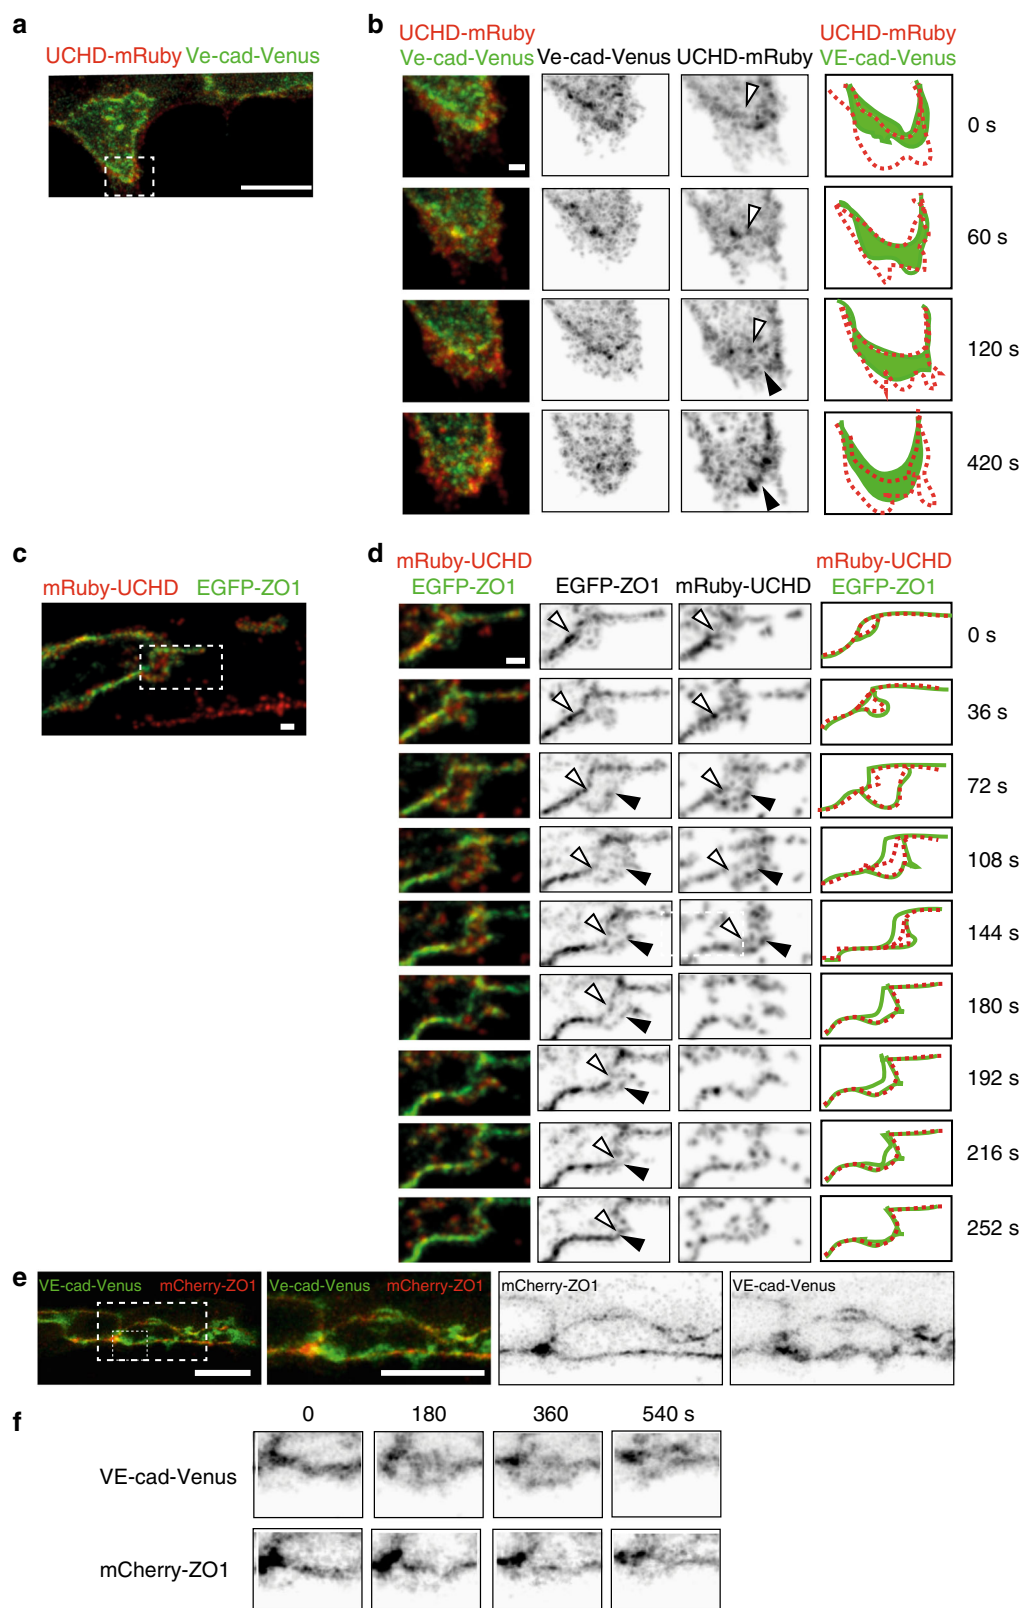 a
UCHD-mRuby Ve-cad-Venus
b
UCHD-mRuby
Ve-cad-Venus Ve-cad-Venus UCHD-mRuby
UCHD-mRuby
VE-cad-Venus
0 s
60 s
120 s
420 s
c
mRuby-UCHD EGFP-ZO1
d
mRuby-UCHD
EGFP-ZO1 EGFP-ZO1 mRuby-UCHD
mRuby-UCHD
EGFP-ZO1
0 s
36 s
72 s
108 s
144 s
180 s
192 s
216 s
252 s
e
VE-cad-Venus mCherry-ZO1
Ve-cad-Venus mCherry-ZO1
mCherry-ZO1
VE-cad-Venus
f
0 180 360 540 s
VE-cad-Venus
mCherry-ZO1